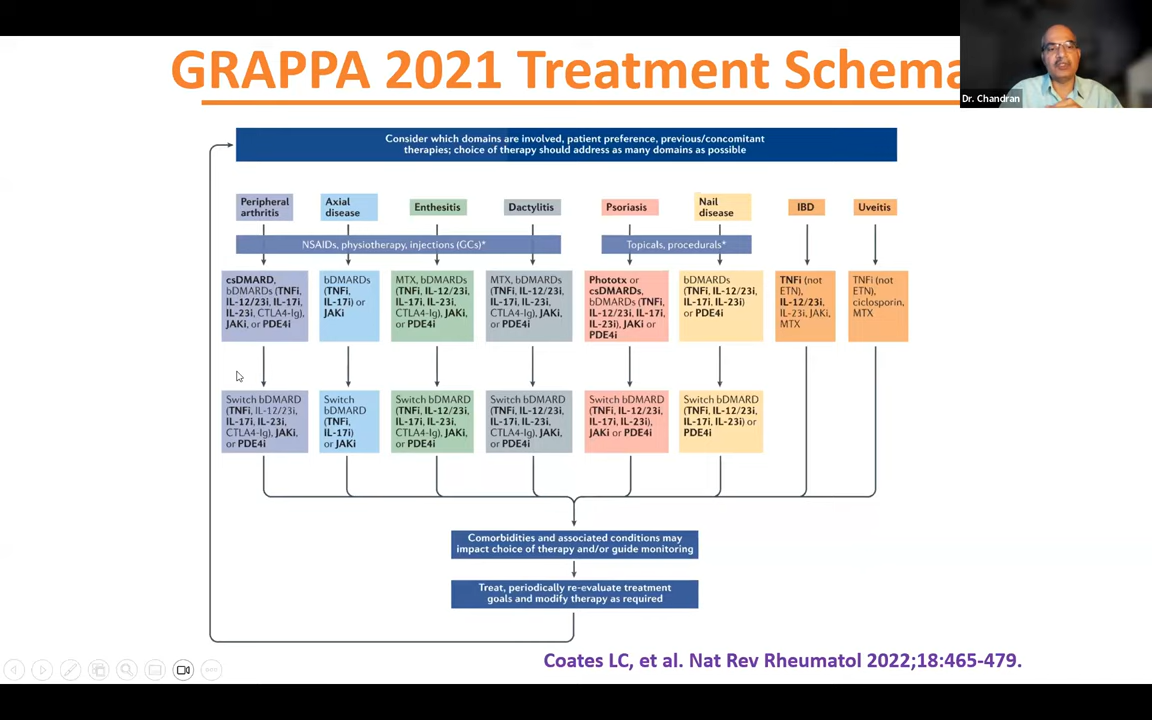 GRAPPA 2021 Treatment Schema
Dr. Chandran
Consider which domains are involved, patient preference, previous/concomitant
therapies; choice of therapy should address as many domains as possible
Peripheral
arthritis
Axial
disease
Enthesitis
Dactylitis
Psoriasis
Nail
disease
IBD
Uveitis
NSAIDs, physiotherapy, injections (GCs)*
Topicals, procedurals*
csDMARD,
bDMARDs (TNFi,
IL-12/23i, IL-17i,
IL-23i, CTLA4-Ig),
JAKi, or PDE4i
bDMARDs
(TNFi,
IL-17i) or
JAKi
MTX, bDMARDs
(TNFi, IL-12/23i,
IL-17i, IL-23i,
CTLA4-Ig), JAKi,
or PDE4i
MTX, bDMARDs
(TNFi, IL-12/23i,
IL-17i, IL-23i,
CTLA4-Ig), JAKi,
or PDE4i
Phototx or
csDMARDs,
bDMARDs (TNFi,
IL-12/23i, IL-17i,
IL-23i), JAKi or
PDE4i
bDMARDs
(TNFi, IL-12/23i,
IL-17i, IL-23i)
or PDE4i
TNFi (not
ETN),
IL-12/23i,
IL-23i, JAKi,
MTX
TNFi (not
ETN),
ciclosporin,
MTX
Switch bDMARD
(TNFi, IL-12/23i,
IL-17i, IL-23i,
CTLA4-Ig), JAKi,
or PDE4i
Switch
bDMARD
(TNFi,
IL-17i)
or JAKi
Switch bDMARD
(TNFi, IL-12/23i,
IL-17i, IL-23i,
CTLA4-Ig), JAKi,
or PDE4i
Switch bDMARD
(TNFi, IL-12/23i,
IL-17i, IL-23i,
CTLA4-Ig), JAKi,
or PDE4i
Switch bDMARD
(TNFi, IL-12/23i,
IL-17i, IL-23i),
JAKi or PDE4i
Switch bDMARD
(TNFi, IL-12/23i,
IL-17i, IL-23i) or
PDE4i
Comorbidities and associated conditions may
impact choice of therapy and/or guide monitoring
Treat, periodically re-evaluate treatment
goals and modify therapy as required
Coates LC, et al. Nat Rev Rheumatol 2022;18:465-479.